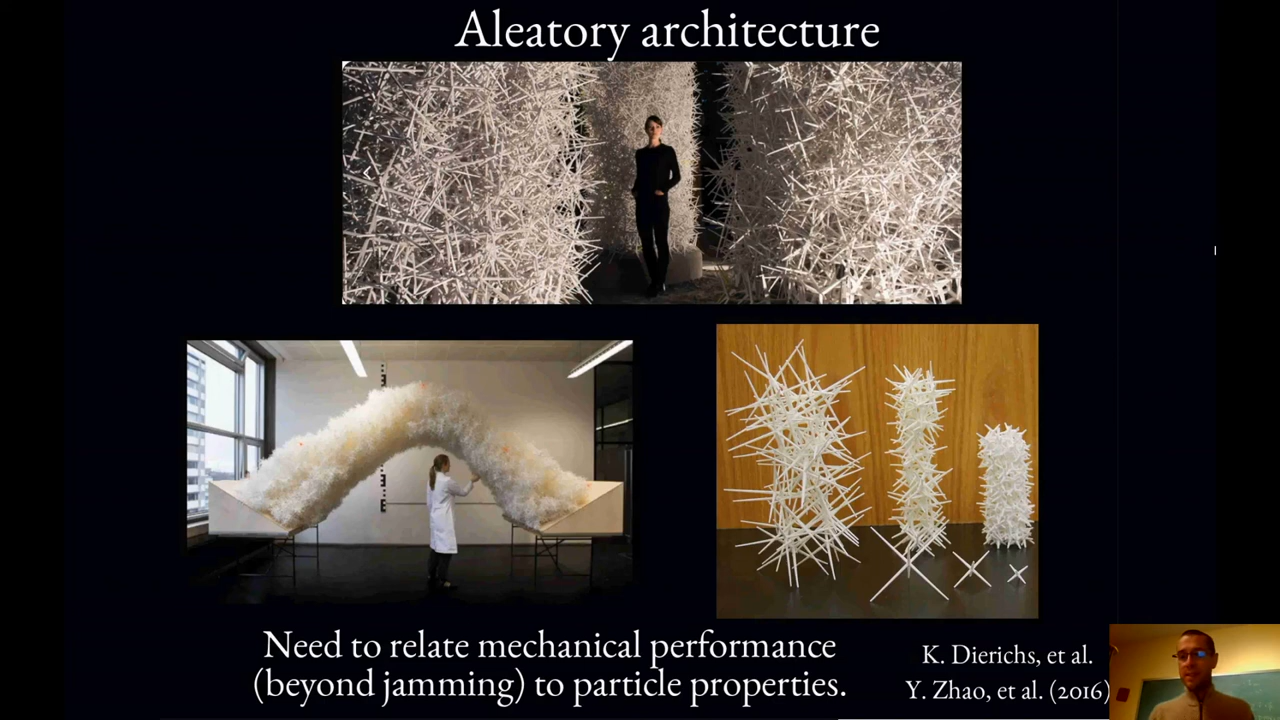 Aleatory architecture
Need to relate mechanical performance
(beyond jamming) to particle properties.
K. Dierichs, et al.
Y. Zhao, et al. (2016)